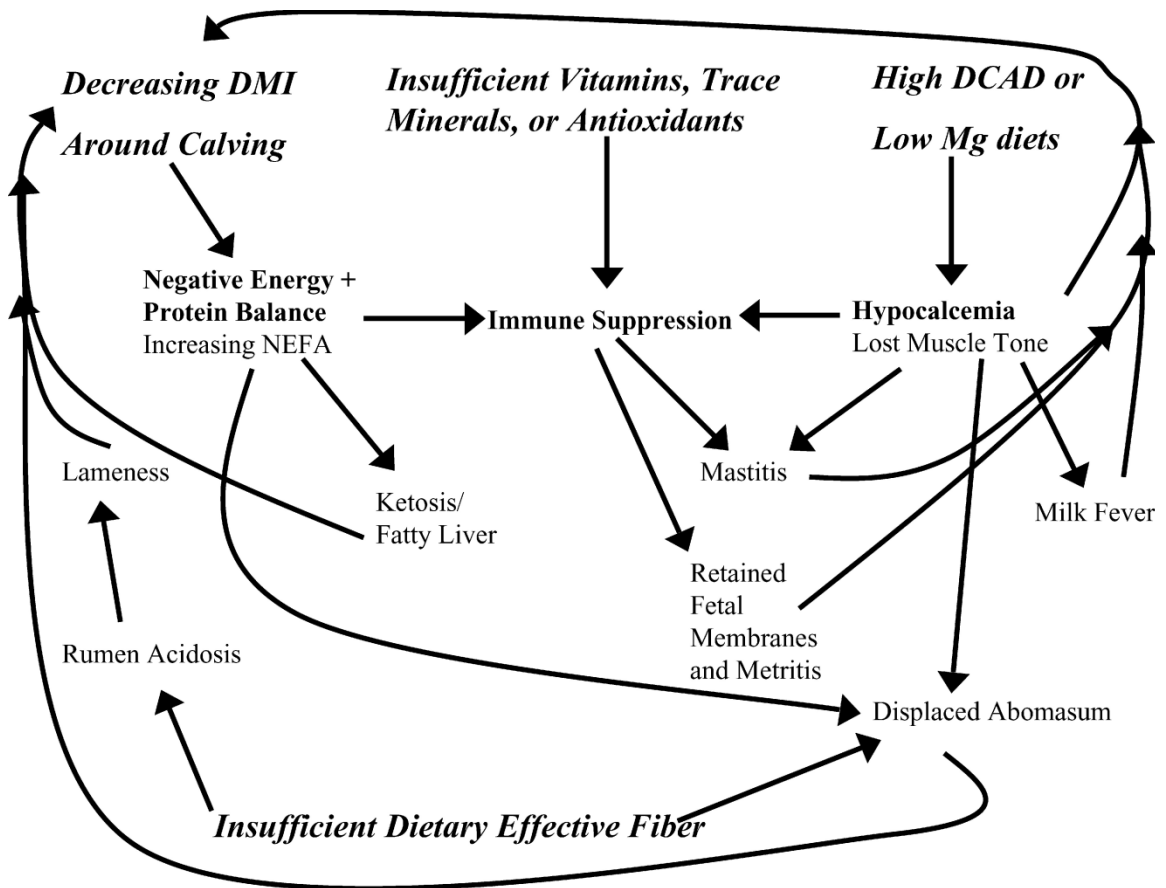 Decreasing DMI
Around Calving
Insufficient Vitamins, Trace
Minerals, or Antioxidants
High DCAD or
Low Mg diets
Negative Energy +
Protein Balance
Increasing NEFA
Immune Suppression
Hypocalcemia
Lost Muscle Tone
Lameness
Ketosis/
Fatty Liver
Mastitis
Milk Fever
Retained
Fetal
Membranes
and Metritis
Rumen Acidosis
Displaced Abomasum
Insufficient Dietary Effective Fiber